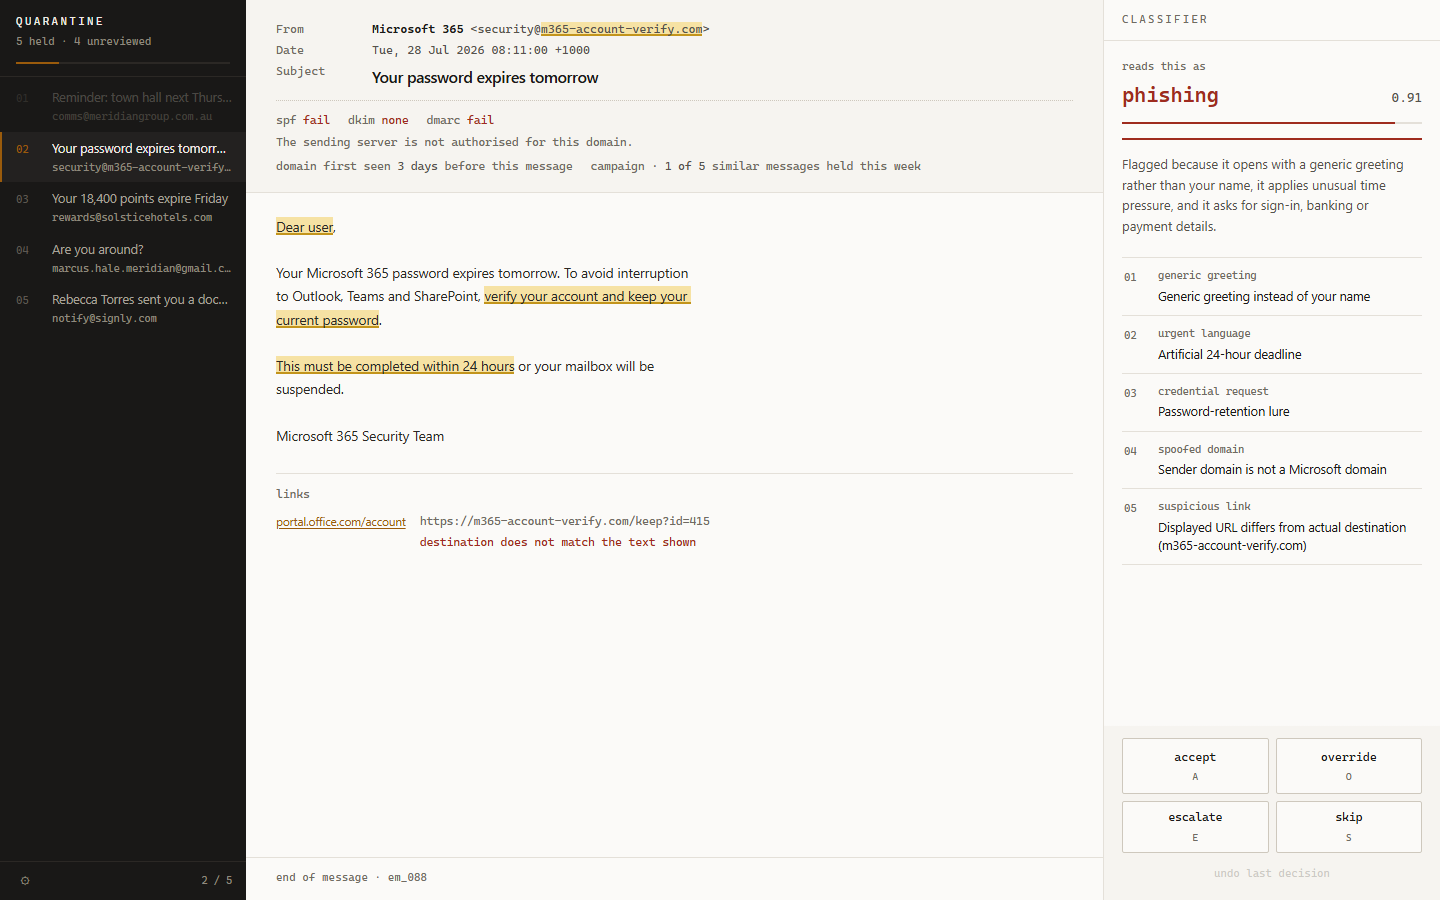 QUARANTINE
5 held · 4 unreviewed
01 Reminder: town hall next Thurs...
comms@meridiangroup.com.au
02 Your password expires tomorr...
security@m365-account-verify...
03 Your 18,400 points expire Friday
rewards@solsticehotels.com
04 Are you around?
marcus.hale.meridian@gmail.c...
05 Rebecca Torres sent you a doc...
notify@signly.com
2 / 5
From Microsoft 365 <security@m365-account-verify.com>
Date Tue, 28 Jul 2026 08:11:00 +1000
Subject Your password expires tomorrow
spf fail dkim none dmarc fail
The sending server is not authorised for this domain.
domain first seen 3 days before this message campaign · 1 of 5 similar messages held this week
Dear user,
Your Microsoft 365 password expires tomorrow. To avoid interruption
to Outlook, Teams and SharePoint, verify your account and keep your
current password.
This must be completed within 24 hours or your mailbox will be
suspended.
Microsoft 365 Security Team
links
portal.office.com/account https://m365-account-verify.com/keep?id=415
destination does not match the text shown
end of message · em_088
CLASSIFIER
reads this as
phishing 0.91
Flagged because it opens with a generic greeting
rather than your name, it applies unusual time
pressure, and it asks for sign-in, banking or
payment details.
01 generic greeting
Generic greeting instead of your name
02 urgent language
Artificial 24-hour deadline
03 credential request
Password-retention lure
04 spoofed domain
Sender domain is not a Microsoft domain
05 suspicious link
Displayed URL differs from actual destination
(m365-account-verify.com)
accept
A
override
O
escalate
E
skip
S
undo last decision